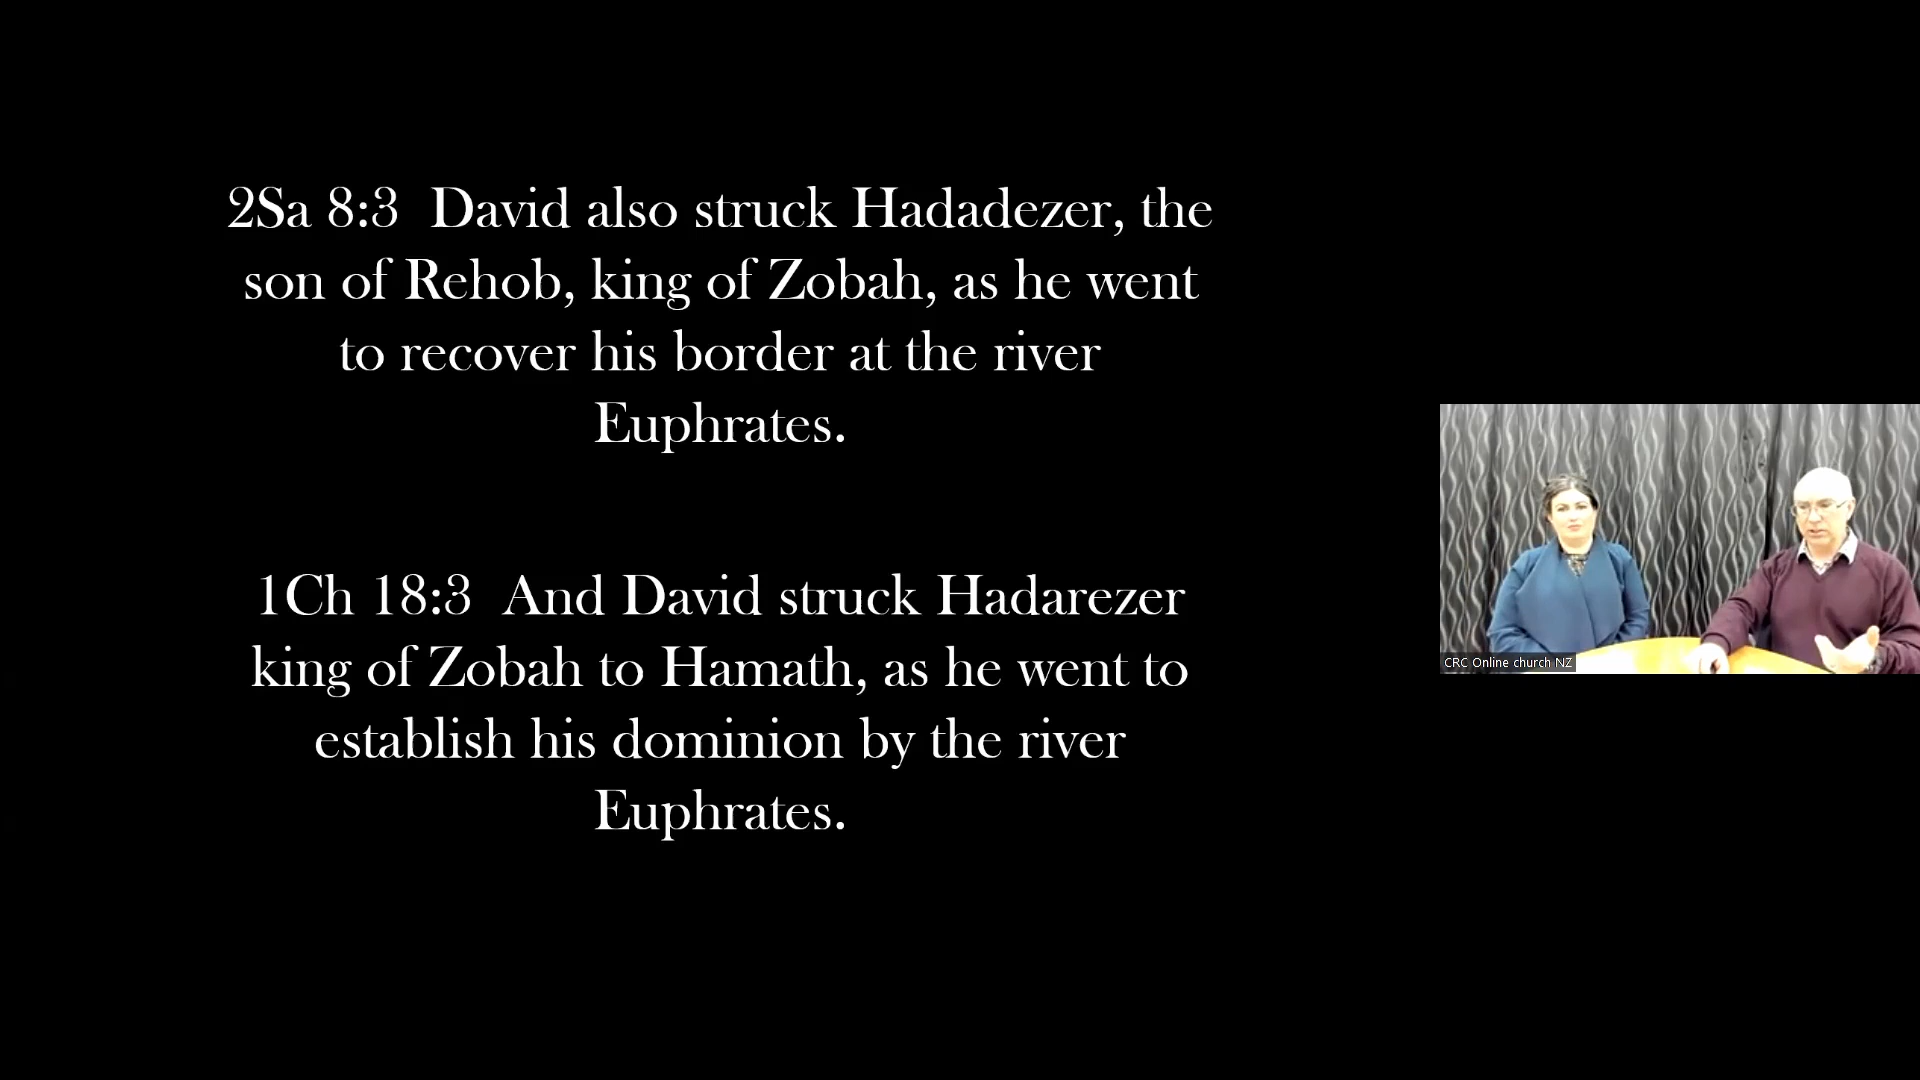 2Sa 8:3  David also struck Hadadezer, the
son of Rehob, king of Zobah, as he went
to recover his border at the river
Euphrates.
1Ch 18:3  And David struck Hadarezer
king of Zobah to Hamath, as he went to
establish his dominion by the river
Euphrates.
CRC Online church NZ